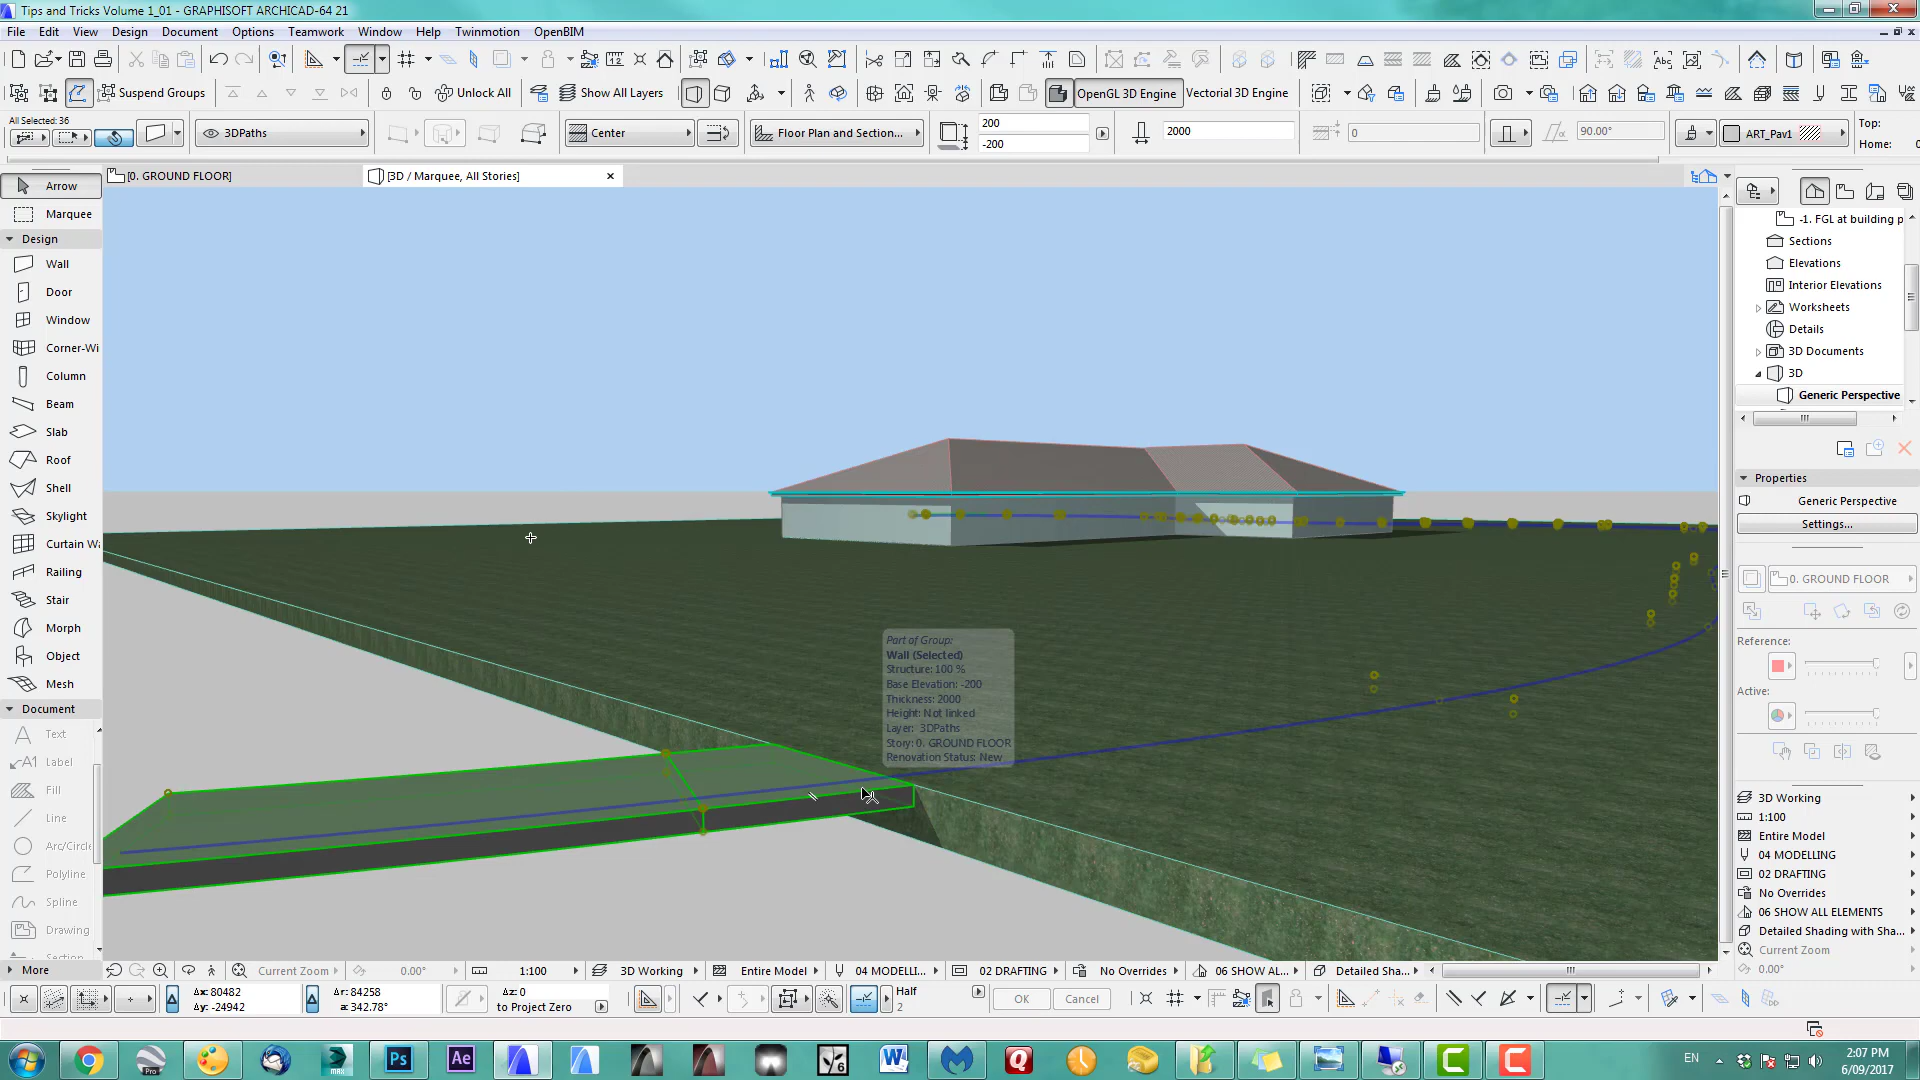 Tips and Tricks Volume 1_01 - GRAPHISOFT ARCHICAD-64 21
File Edit View Design Document Options Teamwork Window Help Twinmotion OpenBIM
Suspend Groups Unlock All Show All Layers OpenGL 3D Engine Vectorial 3D Engine
All Selected: 36
3DPaths Center Floor Plan and Section... 200 -200 2000 0 90.00° ART_Pav1 Top: Home:
[0. GROUND FLOOR] [3D / Marquee, All Stories]
Arrow
Marquee
Design
Wall
Door
Window
Corner-Wi
Column
Beam
Slab
Roof
Shell
Skylight
Curtain Wa
Railing
Stair
Morph
Object
Mesh
Document
Text
A1 Label
Fill
Line
Arc/Circle
Polyline
Spline
Drawing
Section
More
Part of Group:
Wall (Selected)
Structure: 100 %
Base Elevation: -200
Thickness: 2000
Height: Not linked
Layer: 3DPaths
Story: 0. GROUND FLOOR
Renovation Status: New
-1. FGL at building p
Sections
Elevations
Interior Elevations
Worksheets
Details
3D Documents
3D
Generic Perspective
Properties
Generic Perspective
Settings...
0. GROUND FLOOR
Reference:
Active:
3D Working
1:100
Entire Model
04 MODELLING
02 DRAFTING
No Overrides
06 SHOW ALL ELEMENTS
Detailed Shading with Sha...
Current Zoom
0.00°
Current Zoom 0.00° 1:100 3D Working Entire Model 04 MODELLI... 02 DRAFTING No Overrides 06 SHOW AL... Detailed Sha...
Δx: 80482 Δr: 84258 Δz: 0 Half
Δy: -24942 a: 342.78° to Project Zero 2
OK Cancel
Pro MAX Ps Ae 6 W Q C C
EN 2:07 PM
6/09/2017